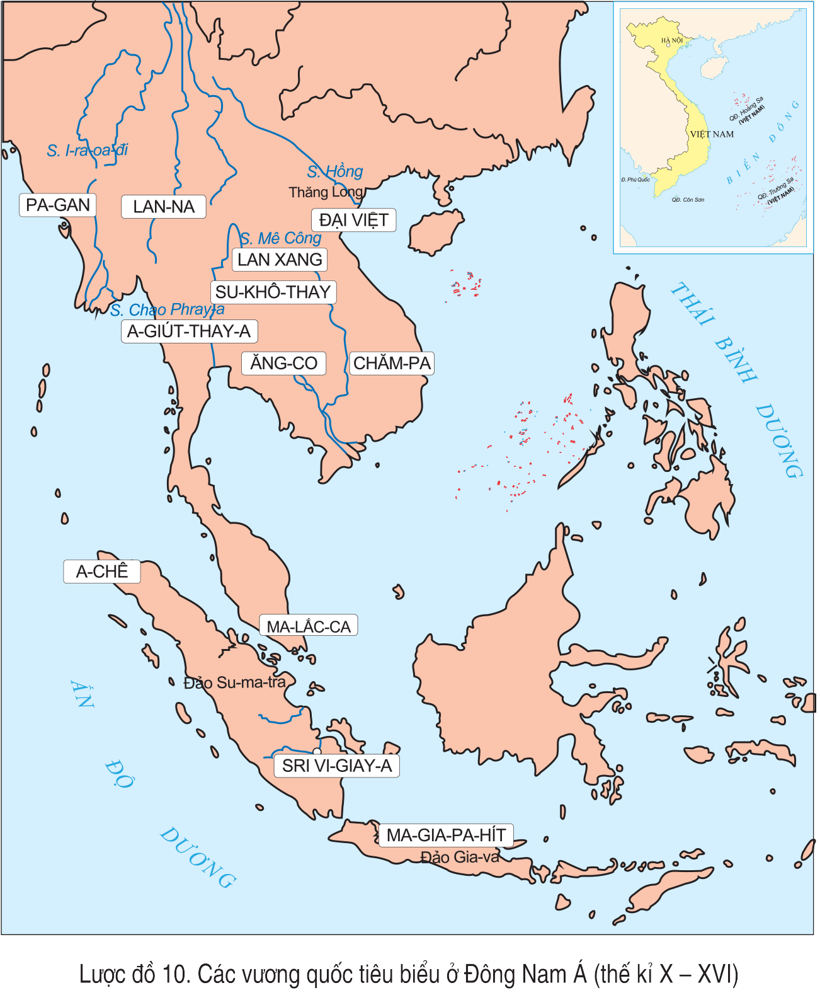 HÀ NỘI
QĐ. Hoàng Sa
(VIỆT NAM)
VIỆT NAM
BIỂN ĐÔNG
Đ. Phú Quốc
QĐ. Trường Sa
(VIỆT NAM)
QĐ. Côn Sơn
S. I-ra-oa-đi
S. Hồng
Thăng Long
PA-GAN
LAN-NA
ĐẠI VIỆT
S. Mê Công
LAN XANG
SU-KHÔ-THAY
S. Chao Phray-a
A-GIÚT-THAY-A
ĂNG-CO
CHĂM-PA
THÁI BÌNH DƯƠNG
A-CHÊ
MA-LẮC-CA
Đảo Su-ma-tra
SRI VI-GIAY-A
ẤN ĐỘ DƯƠNG
MA-GIA-PA-HÍT
Đảo Gia-va
Lược đồ 10. Các vương quốc tiêu biểu ở Đông Nam Á (thế kỉ X – XVI)